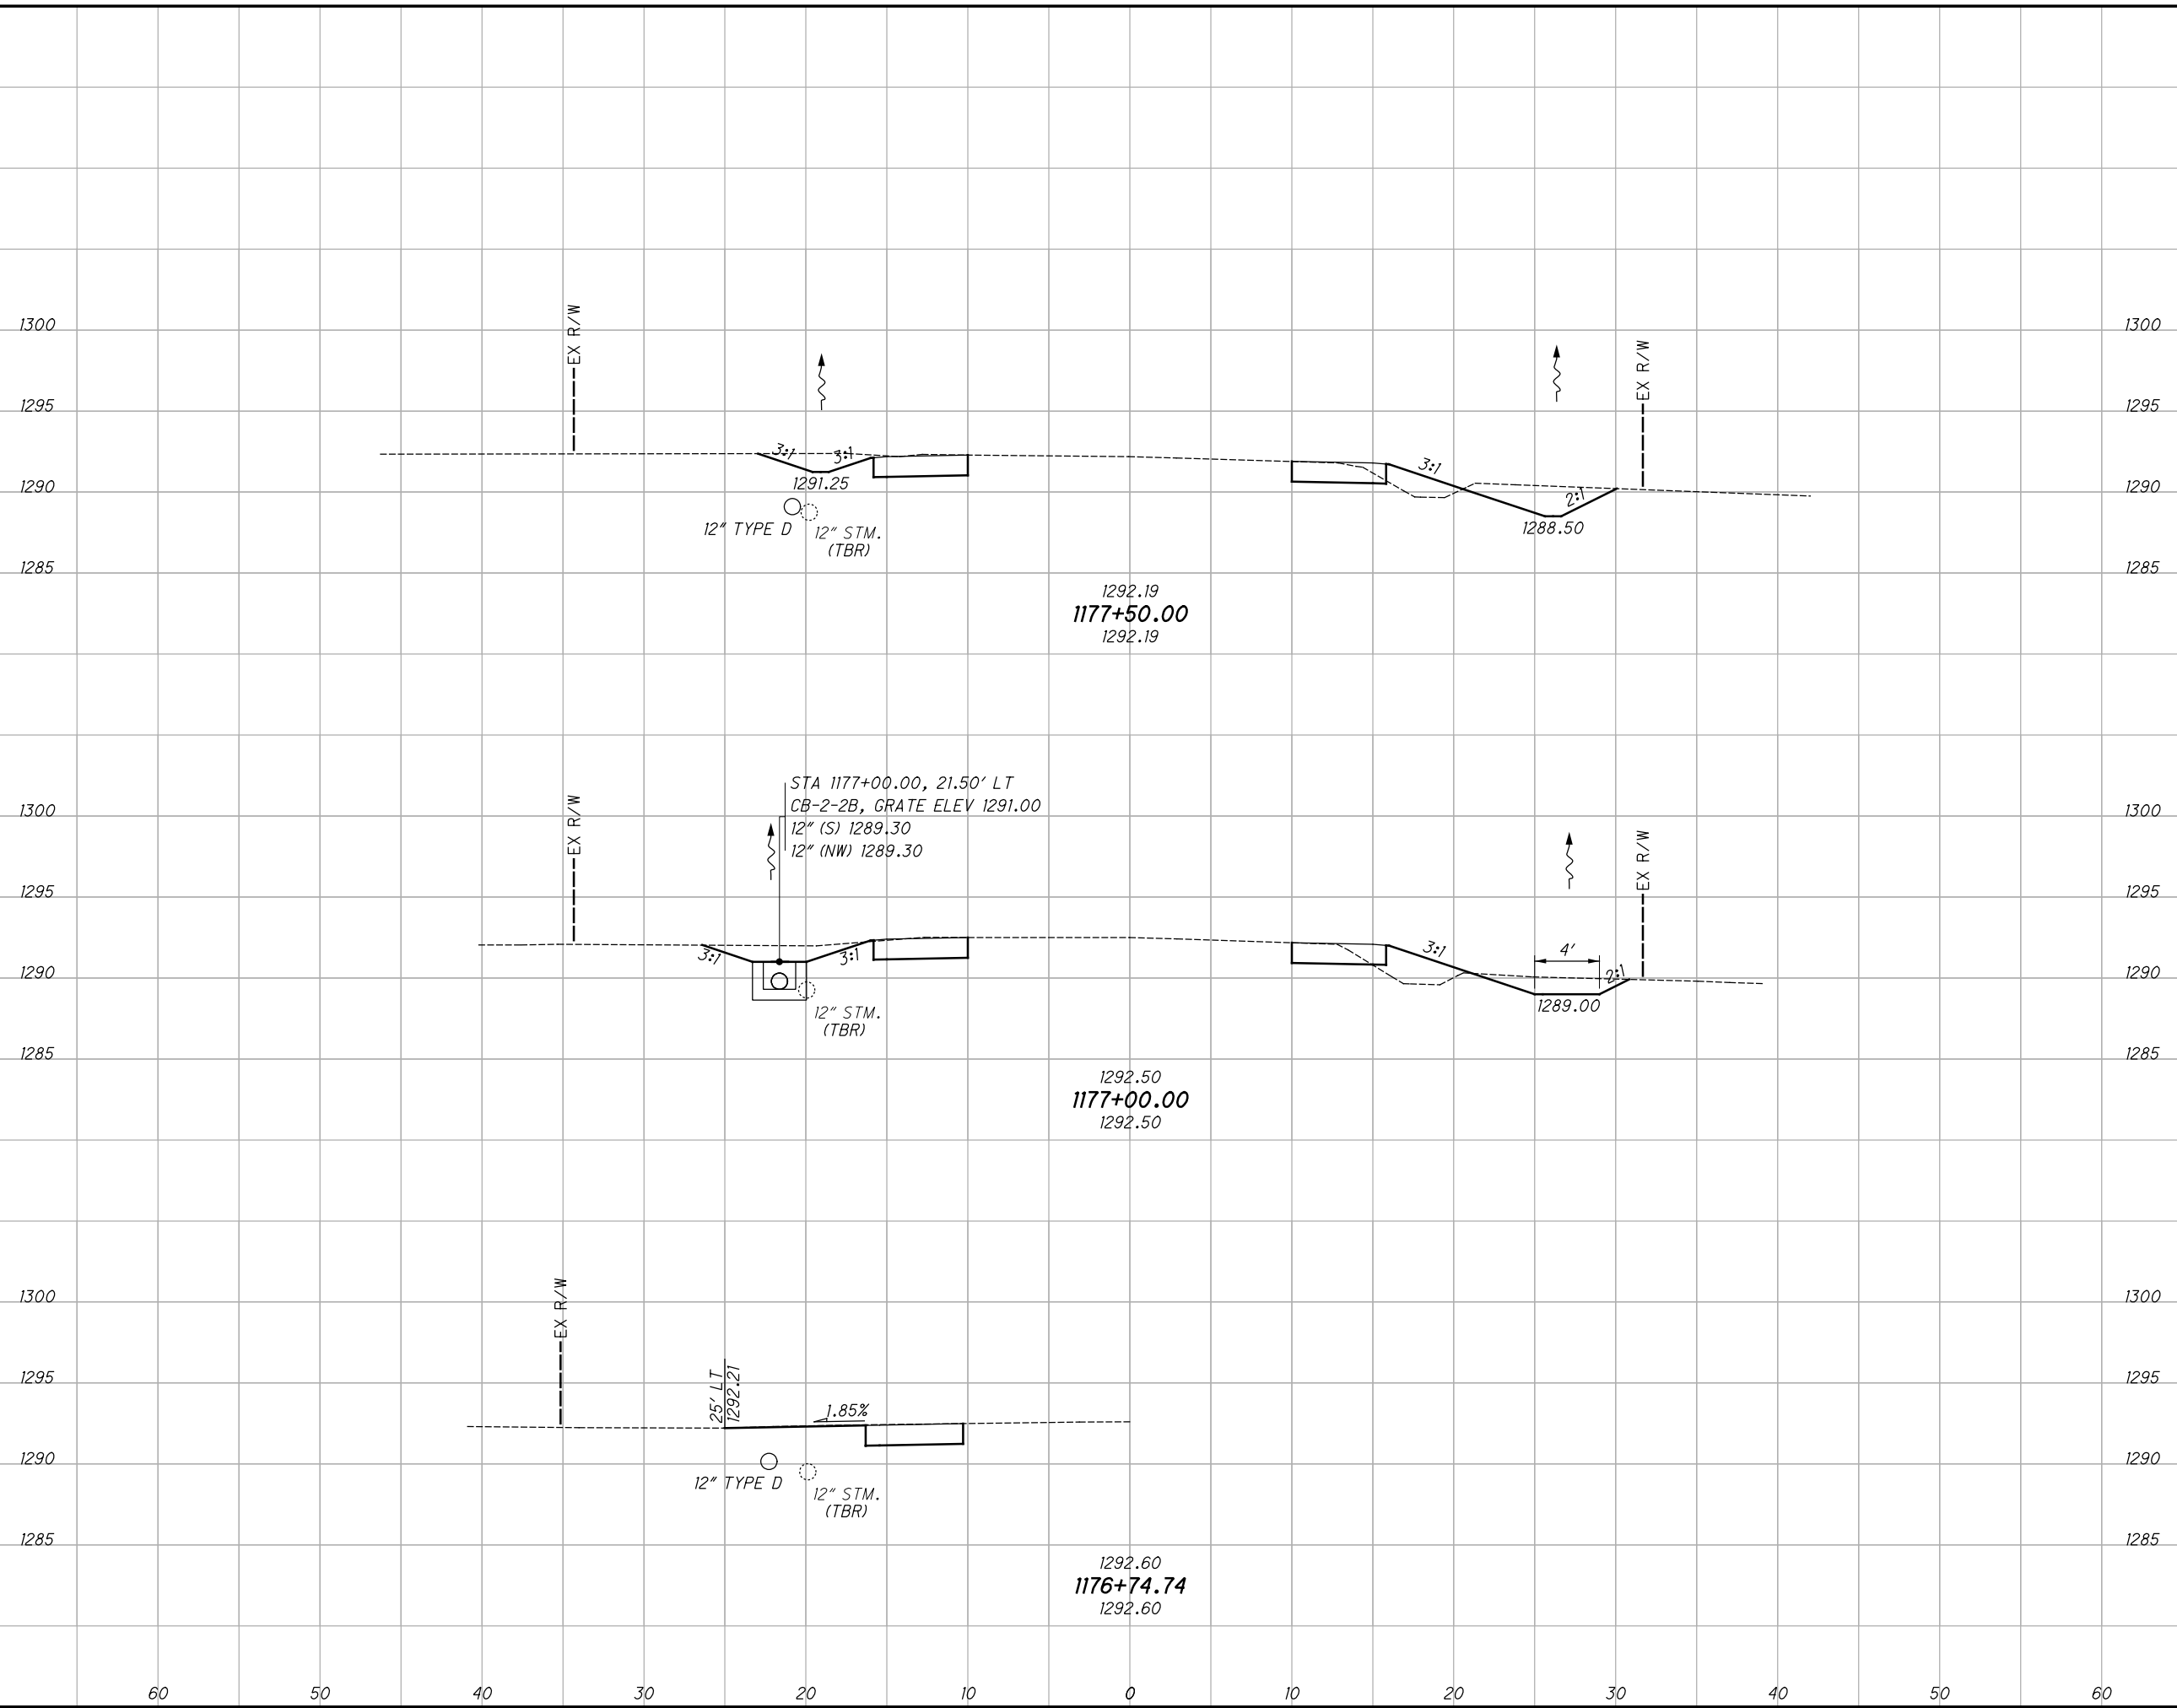 EX R/W
EX R/W
1300
1300
1295
1295
3:1
3:1
3:1
1291.25
2:1
1290
1290
12" TYPE D
12" STM.
(TBR)
1288.50
1285
1285
1292.19
1177+50.00
1292.19
STA 1177+00.00, 21.50' LT
CB-2-2B, GRATE ELEV 1291.00
12" (S) 1289.30
12" (NW) 1289.30
EX R/W
EX R/W
1300
1300
1295
1295
3:1
3:1
3:1
4'
2:1
1290
1290
12" STM.
(TBR)
1289.00
1285
1285
1292.50
1177+00.00
1292.50
EX R/W
1300
1300
25' LT
1292.21
1295
1295
1.85%
1290
1290
12" TYPE D
12" STM.
(TBR)
1285
1285
1292.60
1176+74.74
1292.60
60 50 40 30 20 10 0 10 20 30 40 50 60